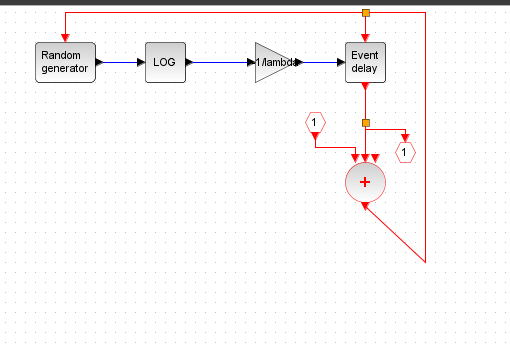 Random
generator
LOG
1/lambda
Event
delay
1
1
+